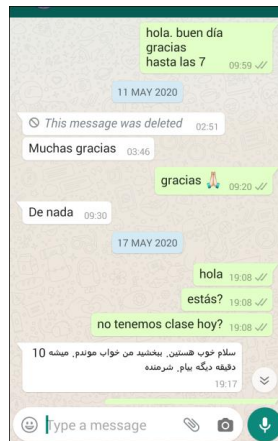 hola. buen día
gracias
hasta las 7
09:59
11 MAY 2020
This message was deleted 02:51
Muchas gracias 03:46
gracias 🙏🏻 09:20
De nada 09:30
17 MAY 2020
hola 19:08
estás? 19:08
no tenemos clase hoy? 19:08
سلام خوب هستین. ببخشید من خواب موندم. میشه 10
دقیقه دیگه بیام. شرمنده
19:17
Type a message